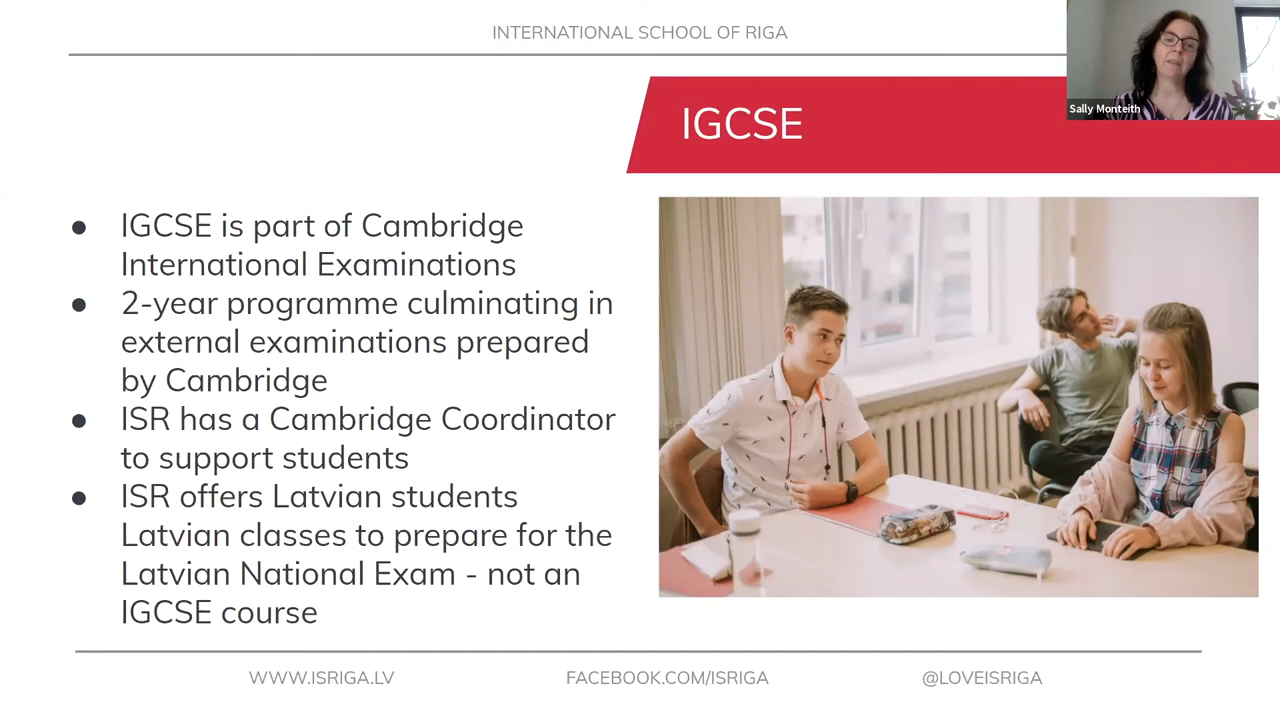 INTERNATIONAL SCHOOL OF RIGA
Sally Monteith
IGCSE
● IGCSE is part of Cambridge
International Examinations
● 2-year programme culminating in
external examinations prepared
by Cambridge
● ISR has a Cambridge Coordinator
to support students
● ISR offers Latvian students
Latvian classes to prepare for the
Latvian National Exam - not an
IGCSE course
WWW.ISRIGA.LV FACEBOOK.COM/ISRIGA @LOVEISRIGA